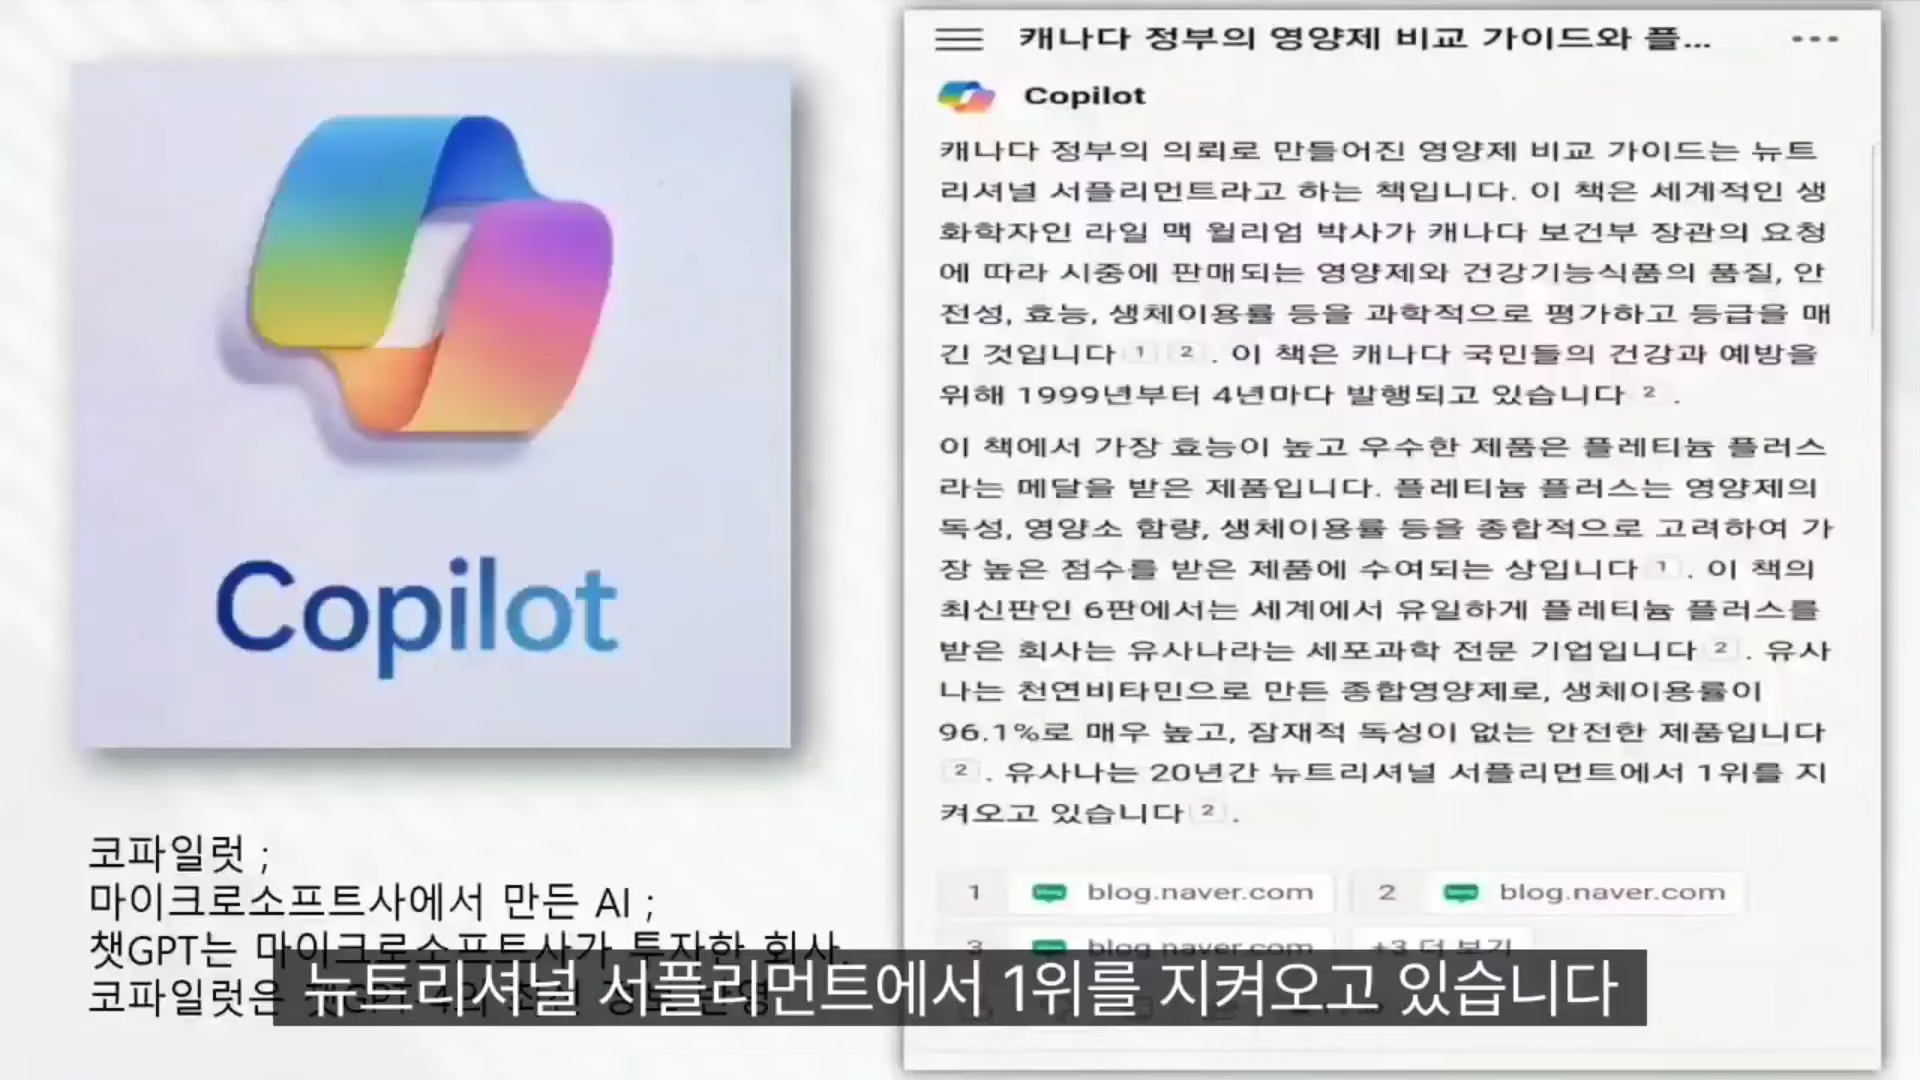 Copilot
코파일럿 ;
마이크로소프트사에서 만든 AI ;
챗GPT는 마이크로소프트사가 투자한 회사.
코파일럿은
캐나다 정부의 영양제 비교 가이드와 플...
Copilot
캐나다 정부의 의뢰로 만들어진 영양제 비교 가이드는 뉴트
리셔널 서플리먼트라고 하는 책입니다. 이 책은 세계적인 생
화학자인 라일 맥 윌리엄 박사가 캐나다 보건부 장관의 요청
에 따라 시중에 판매되는 영양제와 건강기능식품의 품질, 안
전성, 효능, 생체이용률 등을 과학적으로 평가하고 등급을 매
긴 것입니다 1 2 . 이 책은 캐나다 국민들의 건강과 예방을
위해 1999년부터 4년마다 발행되고 있습니다 2 .
이 책에서 가장 효능이 높고 우수한 제품은 플레티늄 플러스
라는 메달을 받은 제품입니다. 플레티늄 플러스는 영양제의
독성, 영양소 함량, 생체이용률 등을 종합적으로 고려하여 가
장 높은 점수를 받은 제품에 수여되는 상입니다 1 . 이 책의
최신판인 6판에서는 세계에서 유일하게 플레티늄 플러스를
받은 회사는 유사나라는 세포과학 전문 기업입니다 2 . 유사
나는 천연비타민으로 만든 종합영양제로, 생체이용률이
96.1%로 매우 높고, 잠재적 독성이 없는 안전한 제품입니다
2 . 유사나는 20년간 뉴트리셔널 서플리먼트에서 1위를 지
켜오고 있습니다 2 .
1 blog.naver.com 2 blog.naver.com
3 blog.naver.com +3 더 보기
뉴트리셔널 서플리먼트에서 1위를 지켜오고 있습니다